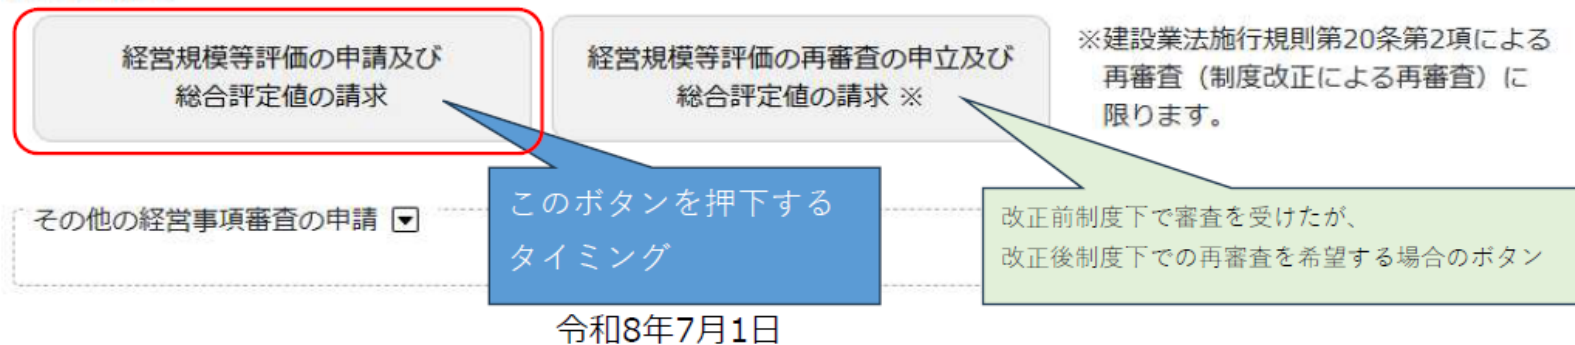 経営規模等評価の申請及び
総合評定値の請求
経営規模等評価の再審査の申立及び
総合評定値の請求 ※
※建設業法施行規則第20条第2項による
再審査（制度改正による再審査）に
限ります。
このボタンを押下する
タイミング
その他の経営事項審査の申請
改正前制度下で審査を受けたが、
改正後制度下での再審査を希望する場合のボタン
令和8年7月1日